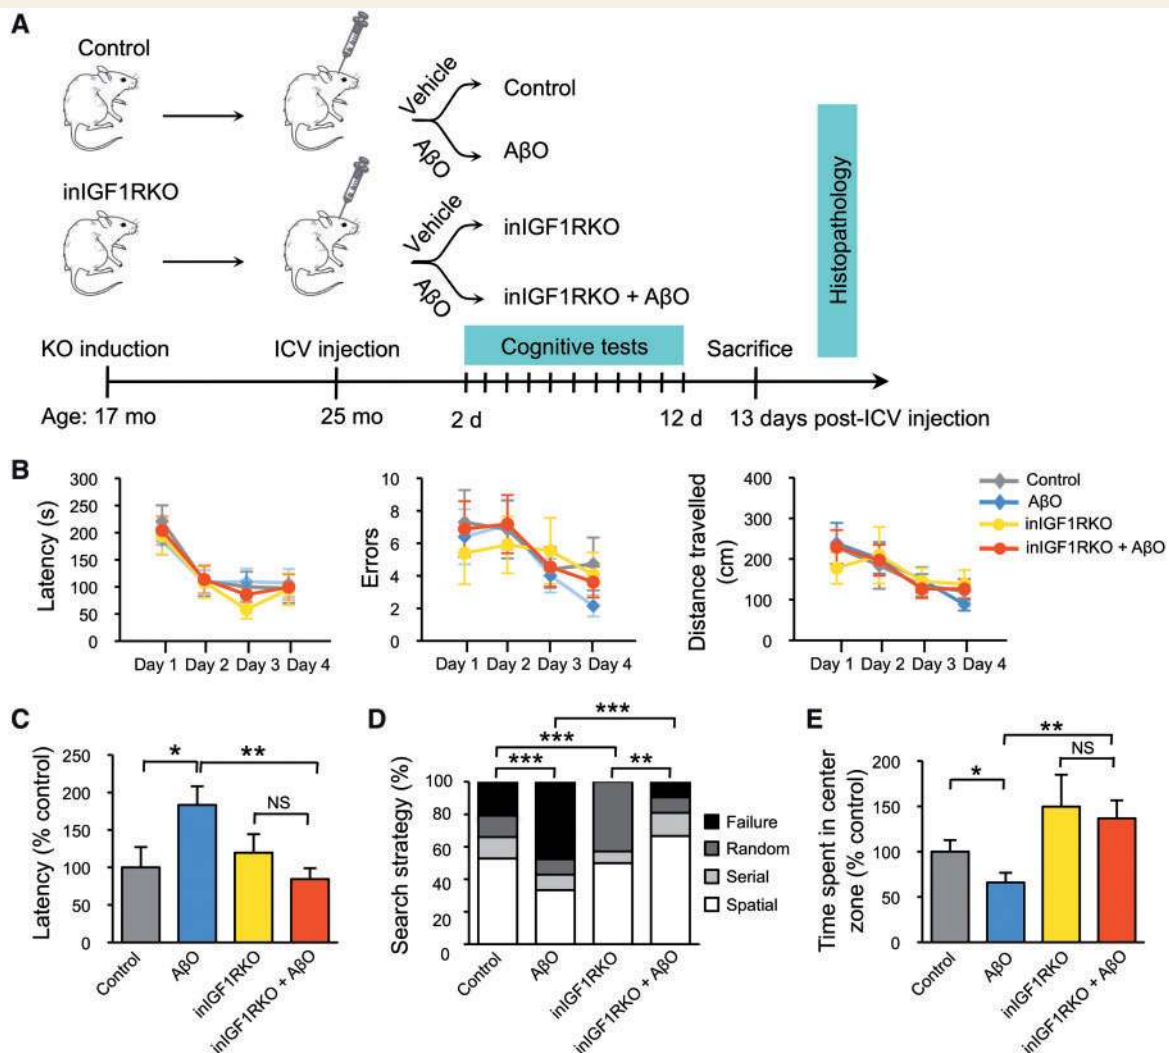 A
Control
Vehicle
Control
AβO
AβO
inIGF1RKO
Vehicle
inIGF1RKO
AβO
inIGF1RKO + AβO
Histopathology
KO induction
ICV injection
Cognitive tests
Sacrifice
Age: 17 mo
25 mo
2 d
12 d
13 days post-ICV injection
B
Latency (s)
300
250
200
150
100
50
0
Day 1 Day 2 Day 3 Day 4
Errors
10
8
6
4
2
0
Day 1 Day 2 Day 3 Day 4
Distance travelled
(cm)
400
300
200
100
0
Day 1 Day 2 Day 3 Day 4
Control
AβO
inIGF1RKO
inIGF1RKO + AβO
C
Latency (% control)
250
200
150
100
50
0
*
**
NS
Control
AβO
inIGF1RKO
inIGF1RKO + AβO
D
Search strategy (%)
100
80
60
40
20
0
***
***
***
**
Failure
Random
Serial
Spatial
Control
AβO
inIGF1RKO
inIGF1RKO + AβO
E
Time spent in center
zone (% control)
200
150
100
50
0
*
**
NS
Control
AβO
inIGF1RKO
inIGF1RKO + AβO